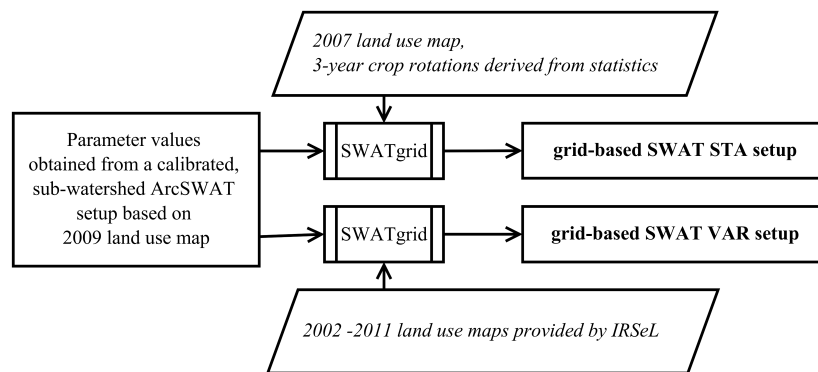 2007 land use map,
3-year crop rotations derived from statistics
Parameter values
obtained from a calibrated,
sub-watershed ArcSWAT
setup based on
2009 land use map
SWATgrid
grid-based SWAT STA setup
SWATgrid
grid-based SWAT VAR setup
2002 -2011 land use maps provided by IRSeL